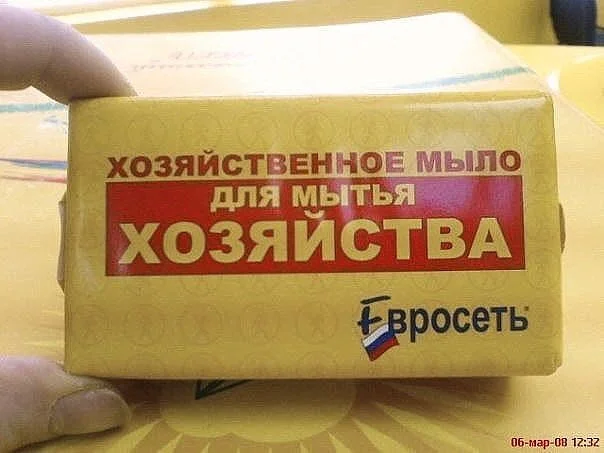 ХОЗЯЙСТВЕННОЕ МЫЛО
ДЛЯ МЫТЬЯ
ХОЗЯЙСТВА
Евросеть
06-мар-08 12:32